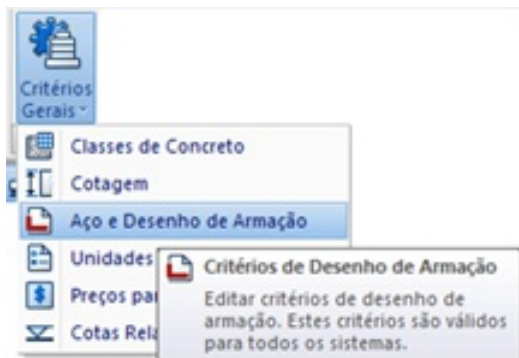 Critérios
Gerais
Classes de Concreto
Cotagem
Aço e Desenho de Armação
Unidades
Preços pa
Cotas Rela
Critérios de Desenho de Armação
Editar critérios de desenho de
armação. Estes critérios são válidos
para todos os sistemas.